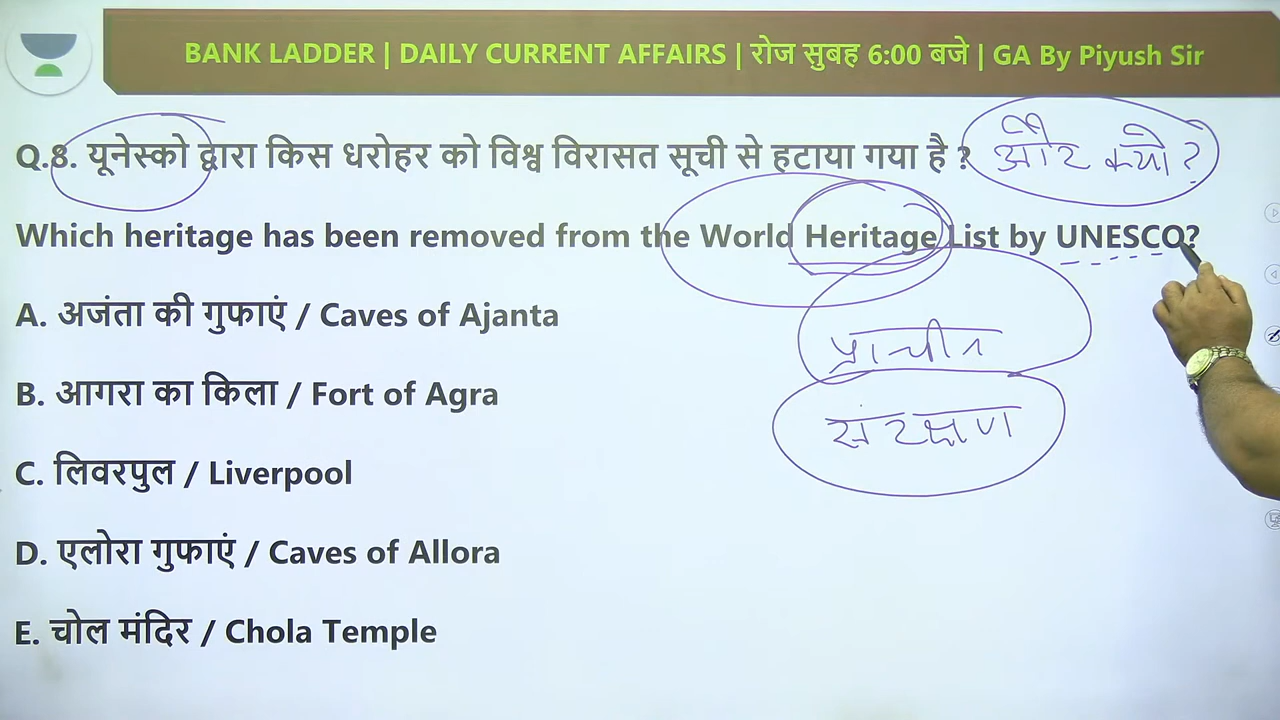 BANK LADDER | DAILY CURRENT AFFAIRS | रोज सुबह 6:00 बजे | GA By Piyush Sir
Q.8. यूनेस्को द्वारा किस धरोहर को विश्व विरासत सूची से हटाया गया है ? और क्यो ?
Which heritage has been removed from the World Heritage List by UNESCO?
A. अजंता की गुफाएं / Caves of Ajanta
प्राचीन
B. आगरा का किला / Fort of Agra
संरक्षण
C. लिवरपुल / Liverpool
D. एलोरा गुफाएं / Caves of Allora
E. चोल मंदिर / Chola Temple